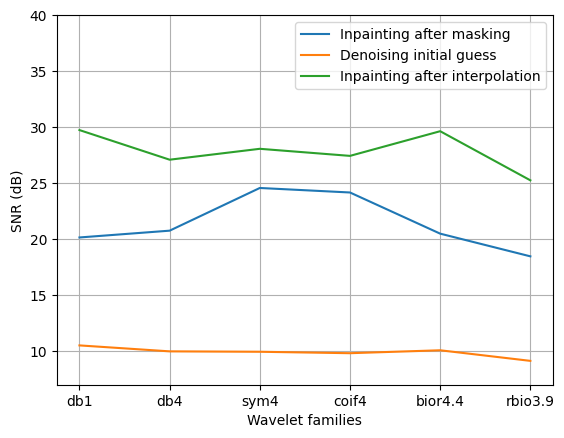 40
35
30
25
20
15
10
SNR (dB)
Inpainting after masking
Denoising initial guess
Inpainting after interpolation
db1 db4 sym4 coif4 bior4.4 rbio3.9
Wavelet families